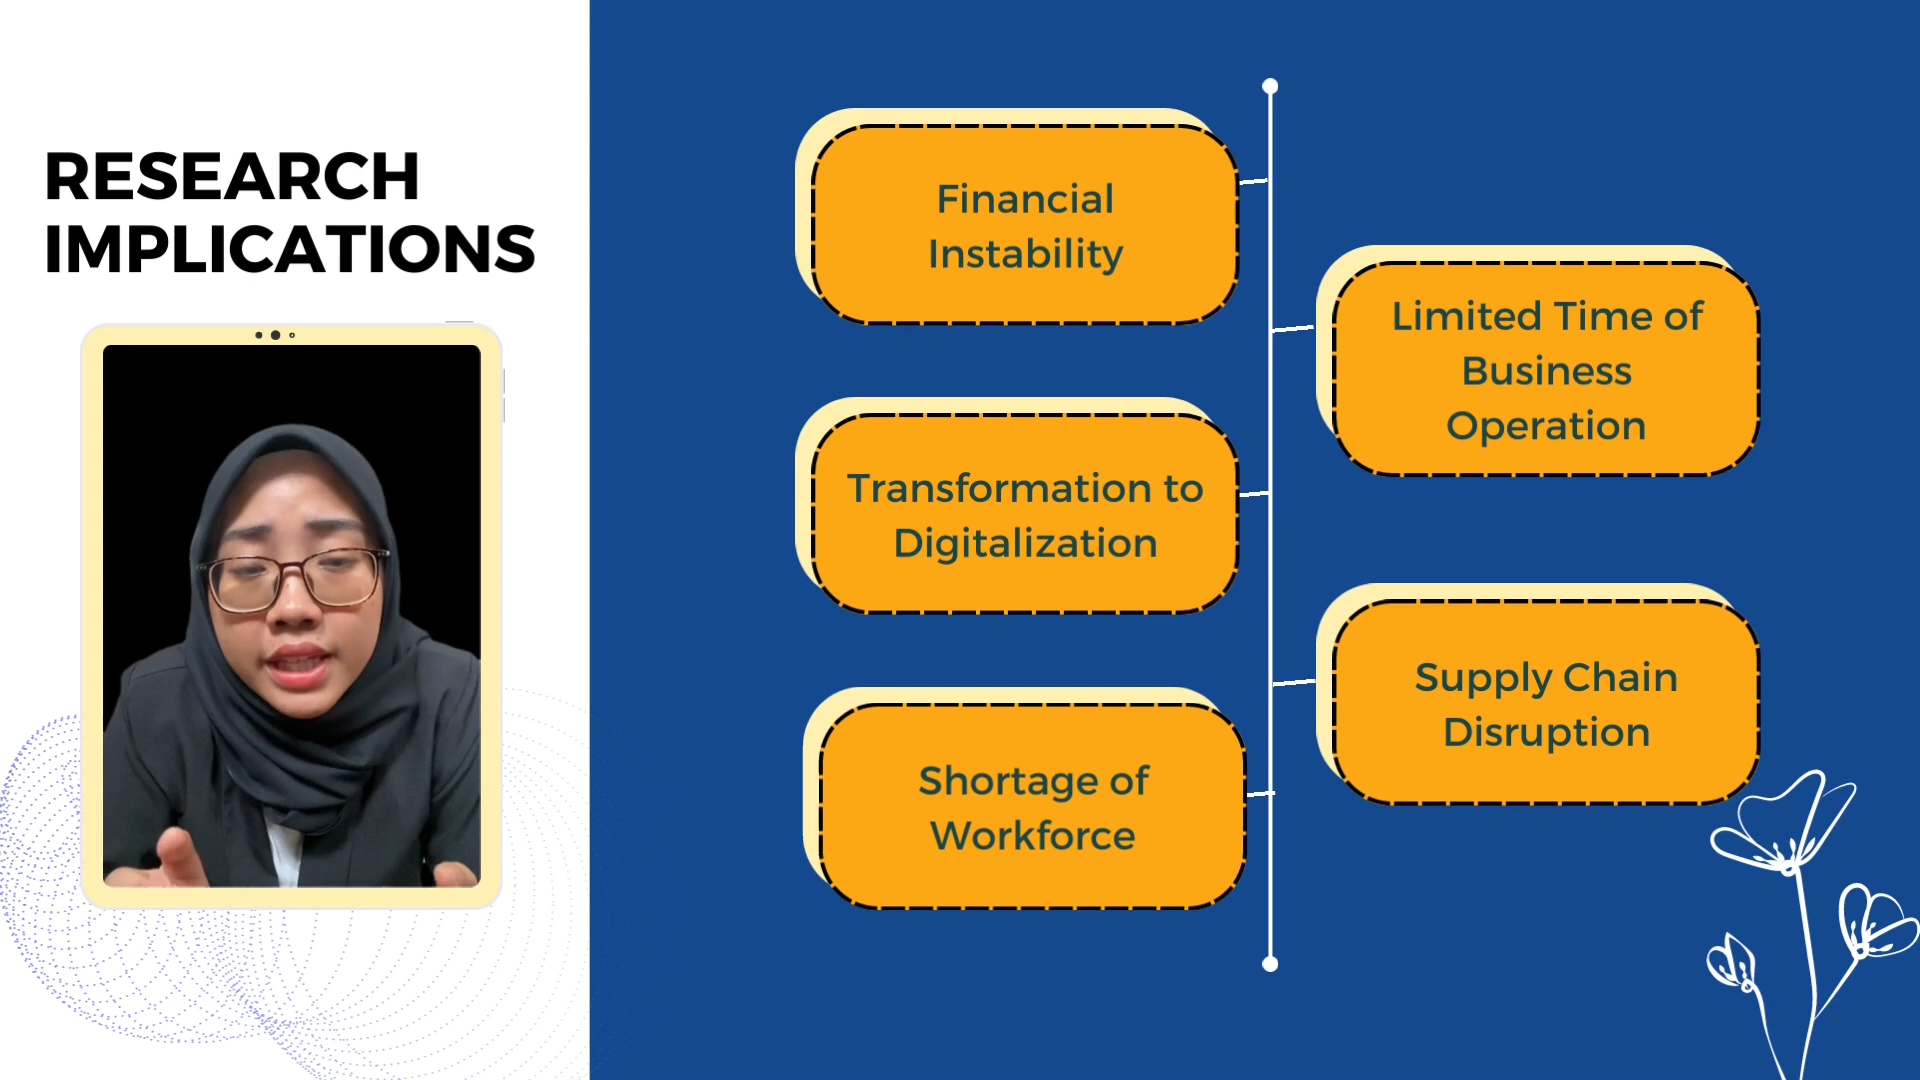 RESEARCH
IMPLICATIONS
Financial
Instability
Limited Time of
Business
Operation
Transformation to
Digitalization
Supply Chain
Disruption
Shortage of
Workforce